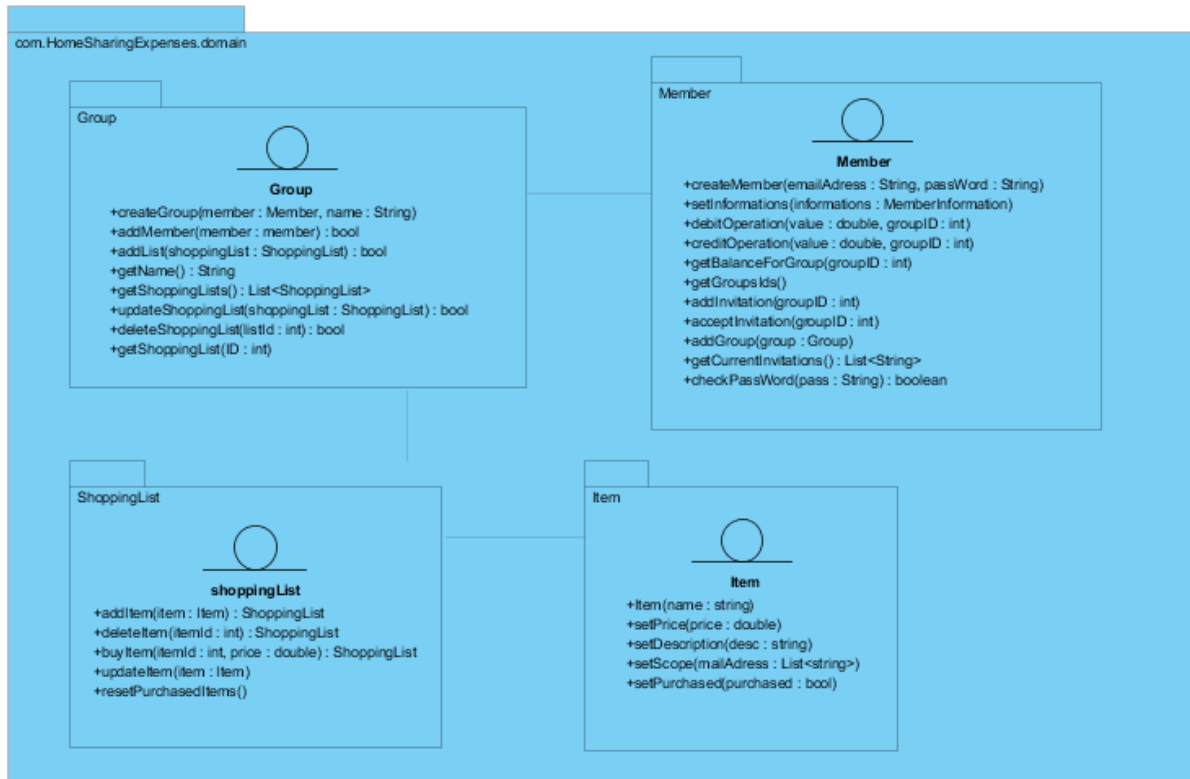 com.HomeSharingExpenses.domain
Group
Group
+createGroup(member : Member, name : String)
+addMember(member : member) : bool
+addList(shoppingList : ShoppingList) : bool
+getName() : String
+getShoppingLists() : List<ShoppingList>
+updateShoppingList(shoppingList : ShoppingList) : bool
+deleteShoppingList(listId : int) : bool
+getShoppingList(ID : int)
Member
Member
+createMember(emailAdress : String, passWord : String)
+setInformations(informations : MemberInformation)
+debitOperation(value : double, groupID : int)
+creditOperation(value : double, groupID : int)
+getBalanceForGroup(groupID : int)
+getGroupsIds()
+addInvitation(groupID : int)
+acceptInvitation(groupID : int)
+addGroup(group : Group)
+getCurrentInvitations() : List<String>
+checkPassWord(pass : String) : boolean
ShoppingList
shoppingList
+addItem(item : Item) : ShoppingList
+deleteItem(itemId : int) : ShoppingList
+buyItem(itemId : int, price : double) : ShoppingList
+updateItem(item : Item)
+resetPurchasedItems()
Item
Item
+Item(name : string)
+setPrice(price : double)
+setDescription(desc : string)
+setScope(mailAdress : List<string>)
+setPurchased(purchased : bool)